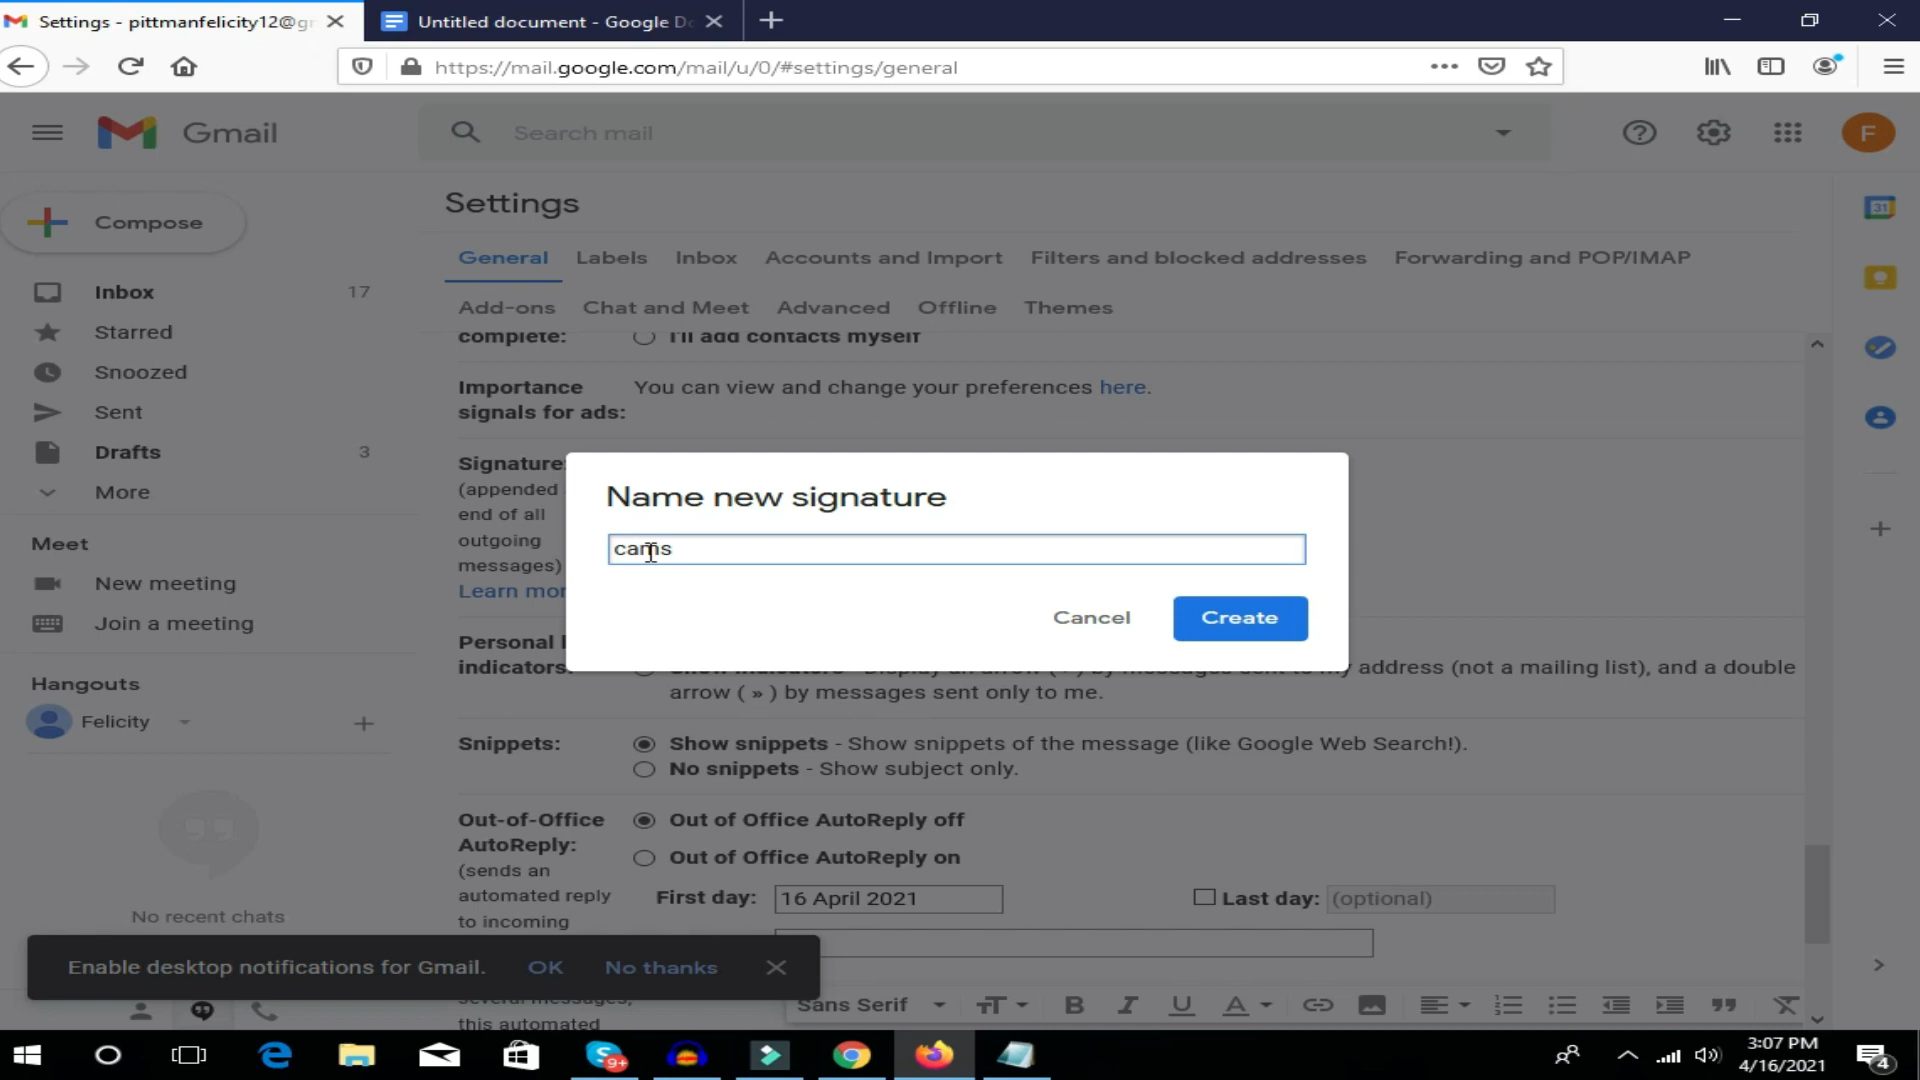 Settings - pittmanfelicity12@gr
Untitled document - Google Do
https://mail.google.com/mail/u/0/#settings/general
Gmail
Search mail
F
Compose
Settings
General Labels Inbox Accounts and Import Filters and blocked addresses Forwarding and POP/IMAP
Add-ons Chat and Meet Advanced Offline Themes
Inbox 17
Starred
Snoozed
Sent
Drafts 3
More
Meet
New meeting
Join a meeting
Hangouts
Felicity
No recent chats
complete: I'll add contacts myself
Importance signals for ads: You can view and change your preferences here.
Signature:
(appended
end of all
outgoing
messages)
Learn mor
Name new signature
cams
Cancel Create
Personal
indicators: address (not a mailing list), and a double
arrow ( » ) by messages sent only to me.
Snippets: Show snippets - Show snippets of the message (like Google Web Search!).
No snippets - Show subject only.
Out-of-Office Out of Office AutoReply off
AutoReply: Out of Office AutoReply on
(sends an
automated reply First day: 16 April 2021 Last day: (optional)
to incoming
several messages,
this automated
Enable desktop notifications for Gmail. OK No thanks
Sans Serif
31
9+
3:07 PM
4/16/2021
4